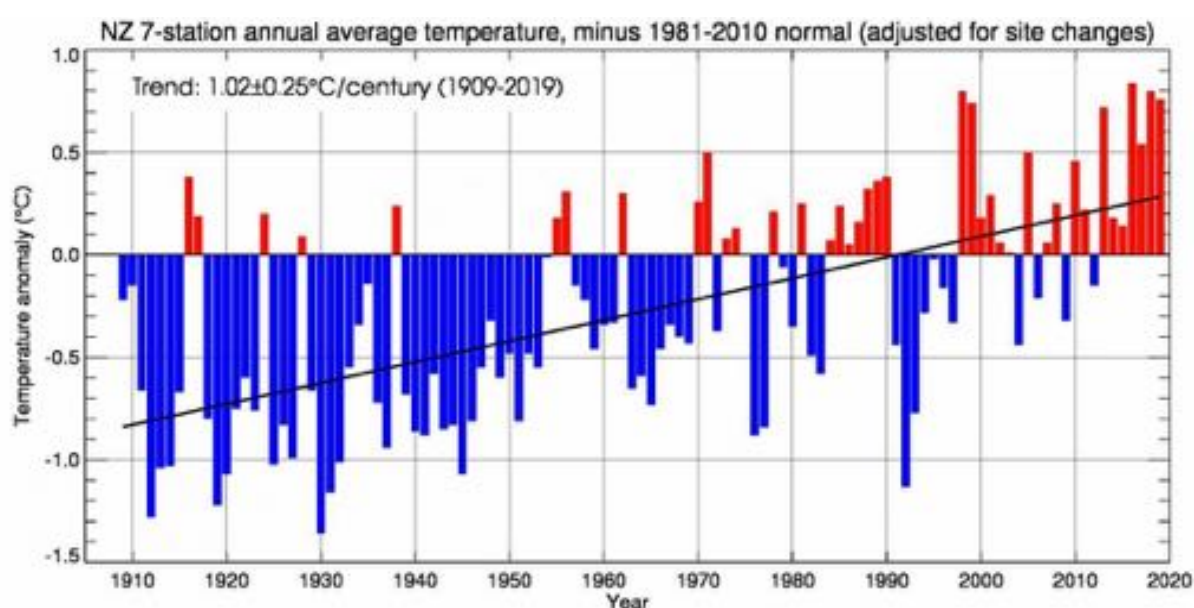 NZ 7-station annual average temperature, minus 1981-2010 normal (adjusted for site changes)
Trend: 1.02±0.25°C/century (1909-2019)
Temperature anomaly (°C)
1.0
0.5
0.0
-0.5
-1.0
-1.5
1910 1920 1930 1940 1950 1960 1970 1980 1990 2000 2010 2020
Year